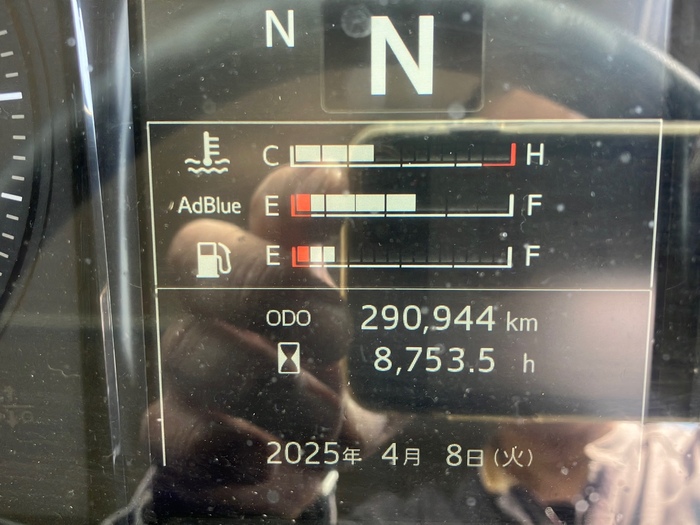 N
N
C H
AdBlue E F
E F
ODO 290,944 km
8,753.5 h
2025年 4月 8日(火)